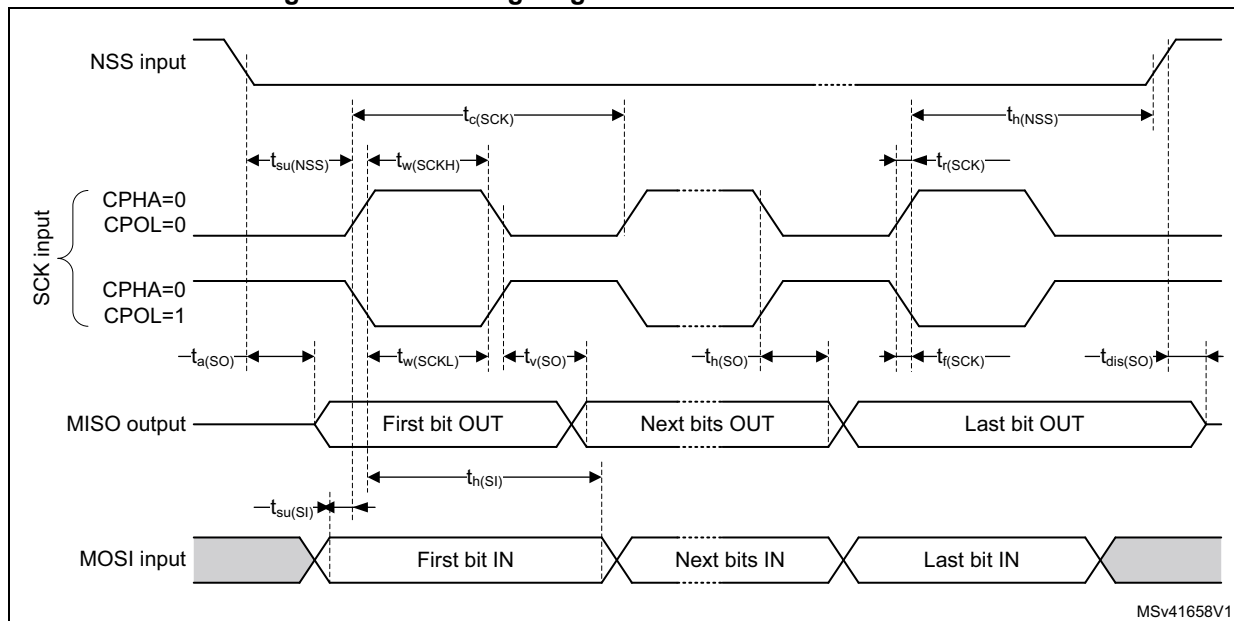 NSS input
tc(SCK)
th(NSS)
tsu(NSS)
tw(SCKH)
tr(SCK)
SCK input
CPHA=0
CPOL=0
CPHA=0
CPOL=1
ta(SO)
tw(SCKL)
tv(SO)
th(SO)
tf(SCK)
tdis(SO)
MISO output
First bit OUT
Next bits OUT
Last bit OUT
th(SI)
tsu(SI)
MOSI input
First bit IN
Next bits IN
Last bit IN
MSv41658V1